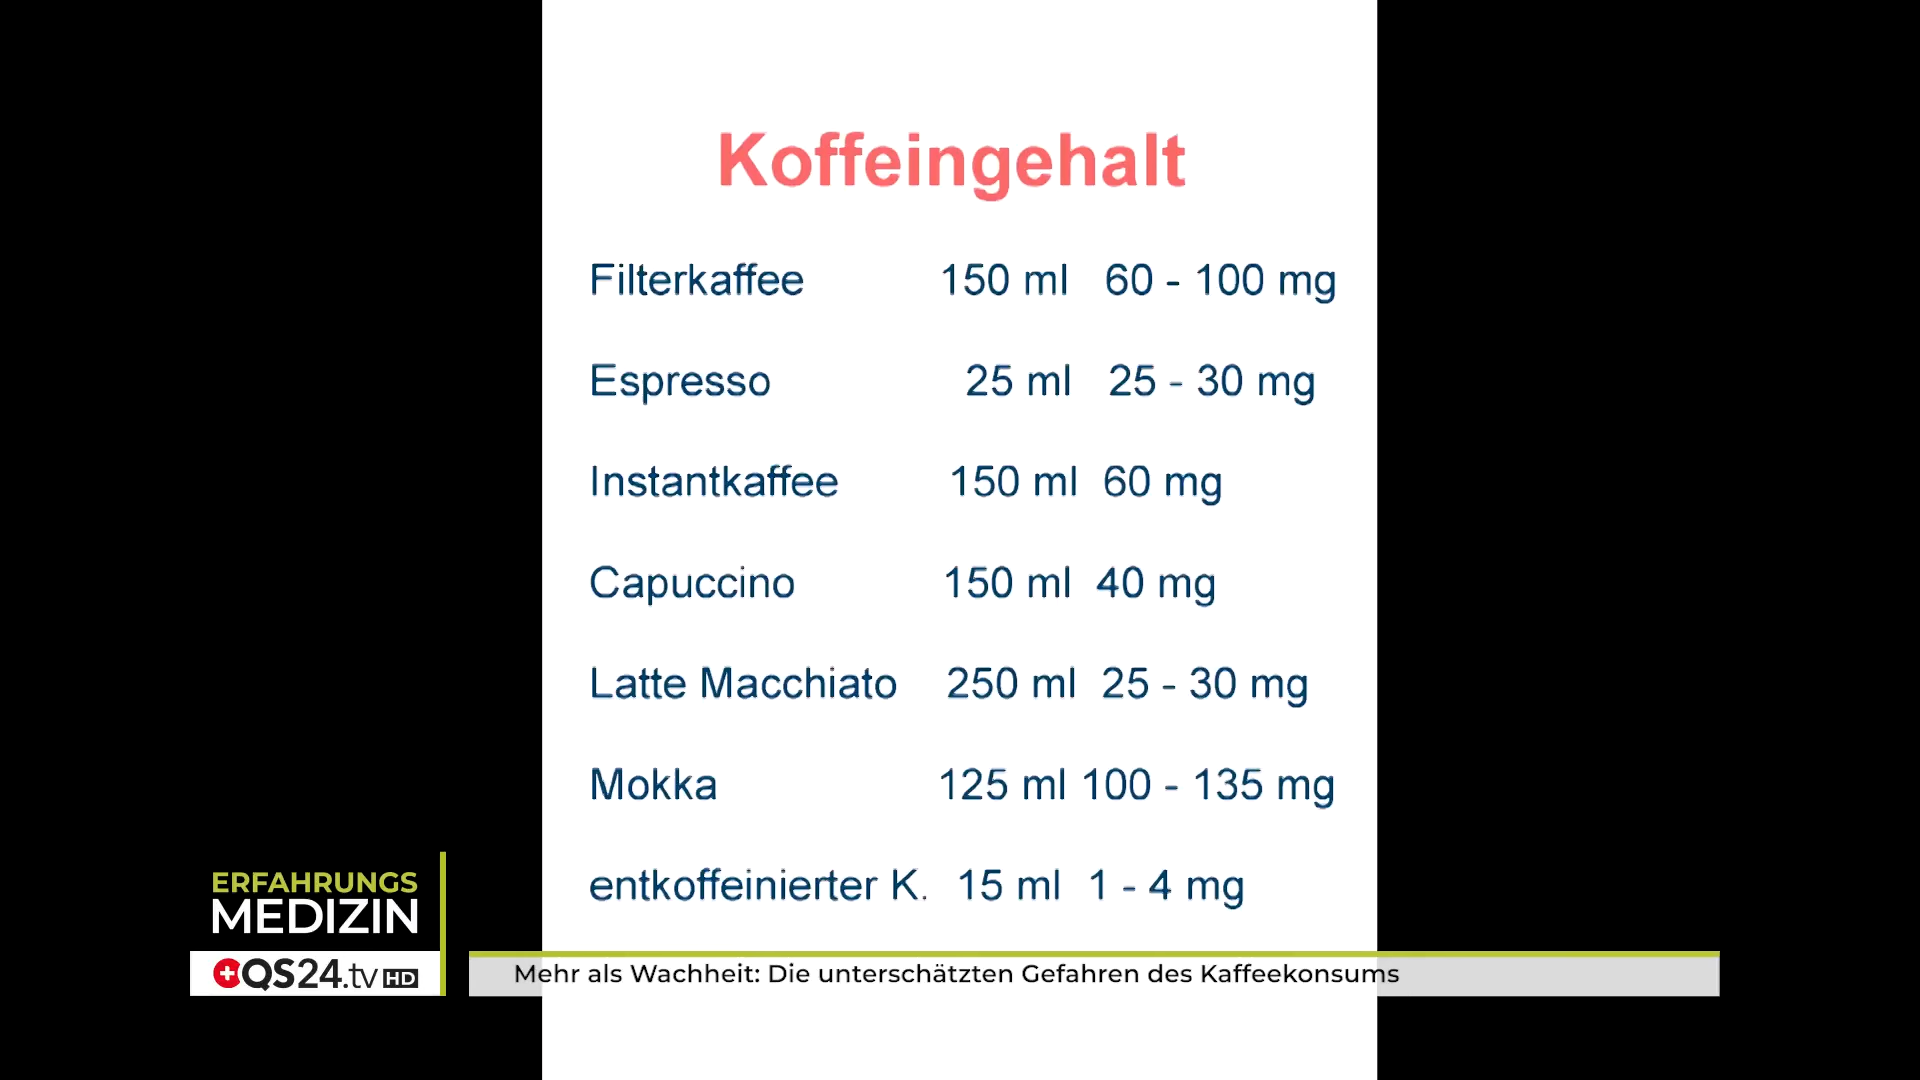 Koffeingehalt
Filterkaffee 150 ml 60 - 100 mg
Espresso 25 ml 25 - 30 mg
Instantkaffee 150 ml 60 mg
Capuccino 150 ml 40 mg
Latte Macchiato 250 ml 25 - 30 mg
Mokka 125 ml 100 - 135 mg
entkoffeinierter K. 15 ml 1 - 4 mg
ERFAHRUNGS
MEDIZIN
QS24.tv HD
Mehr als Wachheit: Die unterschätzten Gefahren des Kaffeekonsums